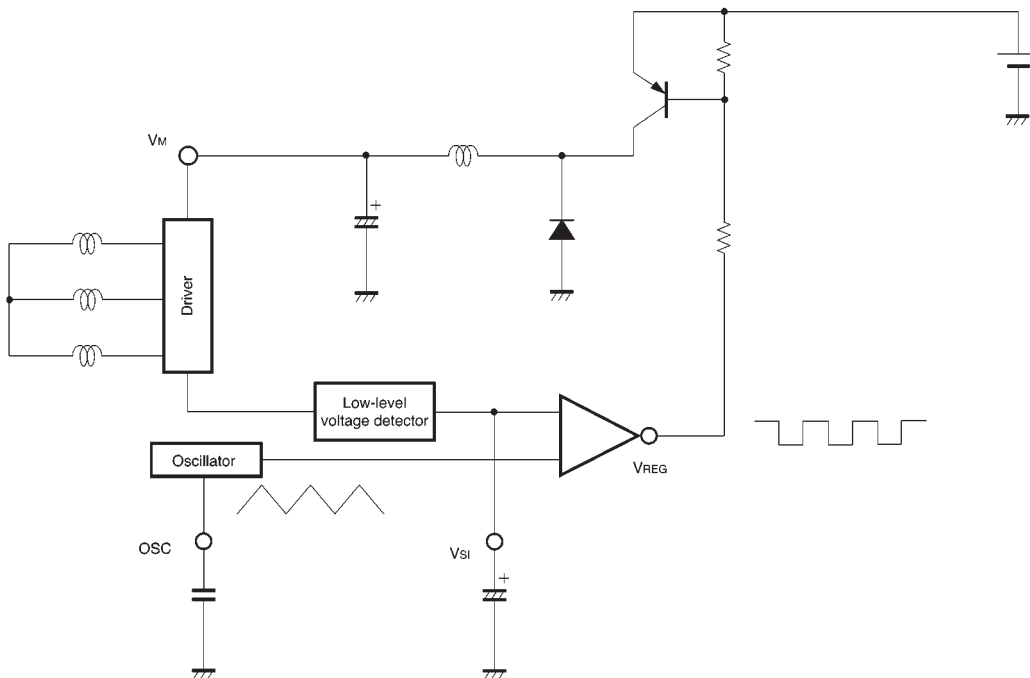 VM
+
Driver
Low-level
voltage detector
Oscillator
VREG
OSC
VSI
+